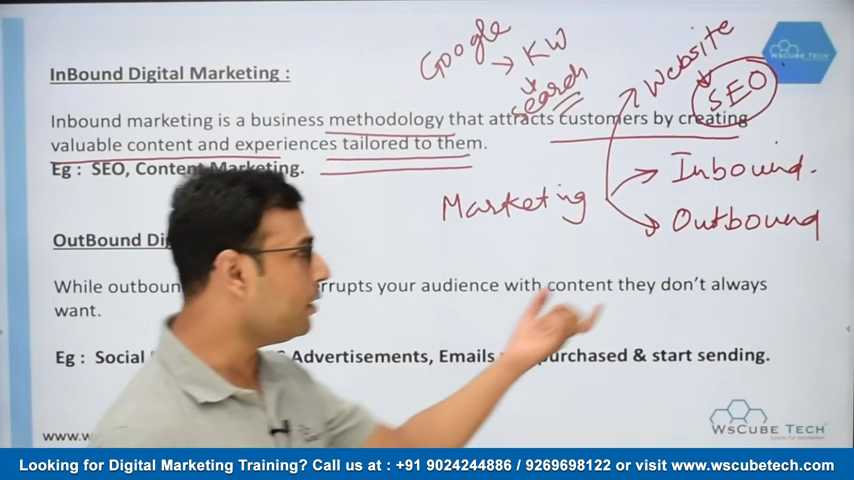 InBound Digital Marketing :
Inbound marketing is a business methodology that attracts customers by creating
valuable content and experiences tailored to them.
Eg : SEO, Content Marketing.
OutBound Di
While outboun rrupts your audience with content they don't always
want.
Eg : Social Advertisements, Emails purchased & start sending.
Google
→ KW
Search
Website
SEO
Marketing
Inbound.
Outbound
WSCUBE TECH
WSCUBE TECH
www.w
Looking for Digital Marketing Training? Call us at : +91 9024244886 / 9269698122 or visit www.wscubetech.com